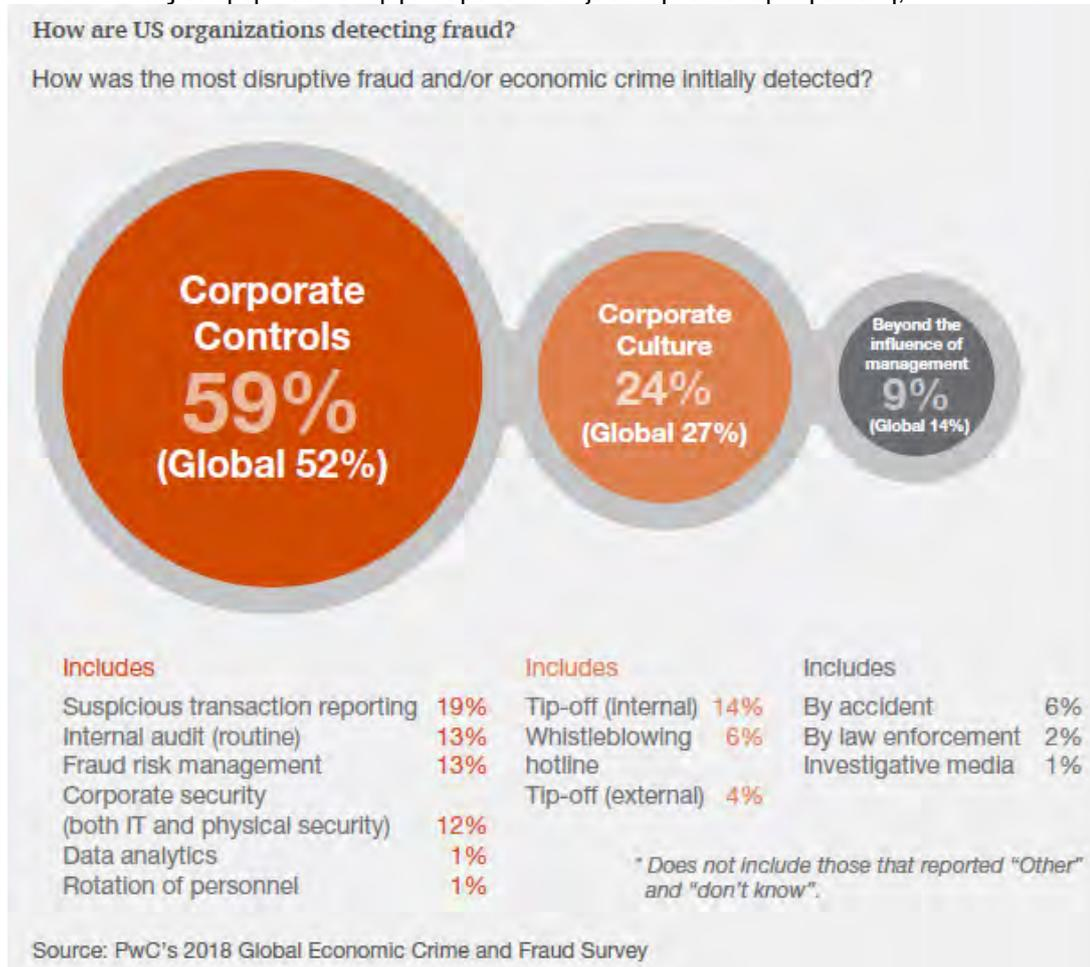 How are US organizations detecting fraud?
How was the most disruptive fraud and/or economic crime initially detected?
Corporate
Controls
59%
(Global 52%)
Corporate
Culture
24%
(Global 27%)
Beyond the
influence of
management
9%
(Global 14%)
Includes
Suspicious transaction reporting 19%
Internal audit (routine) 13%
Fraud risk management 13%
Corporate security
(both IT and physical security) 12%
Data analytics 1%
Rotation of personnel 1%
Includes
Tip-off (internal) 14%
Whistleblowing 6%
hotline
Tip-off (external) 4%
Includes
By accident 6%
By law enforcement 2%
Investigative media 1%
* Does not include those that reported “Other”
and “don’t know”.
Source: PwC’s 2018 Global Economic Crime and Fraud Survey